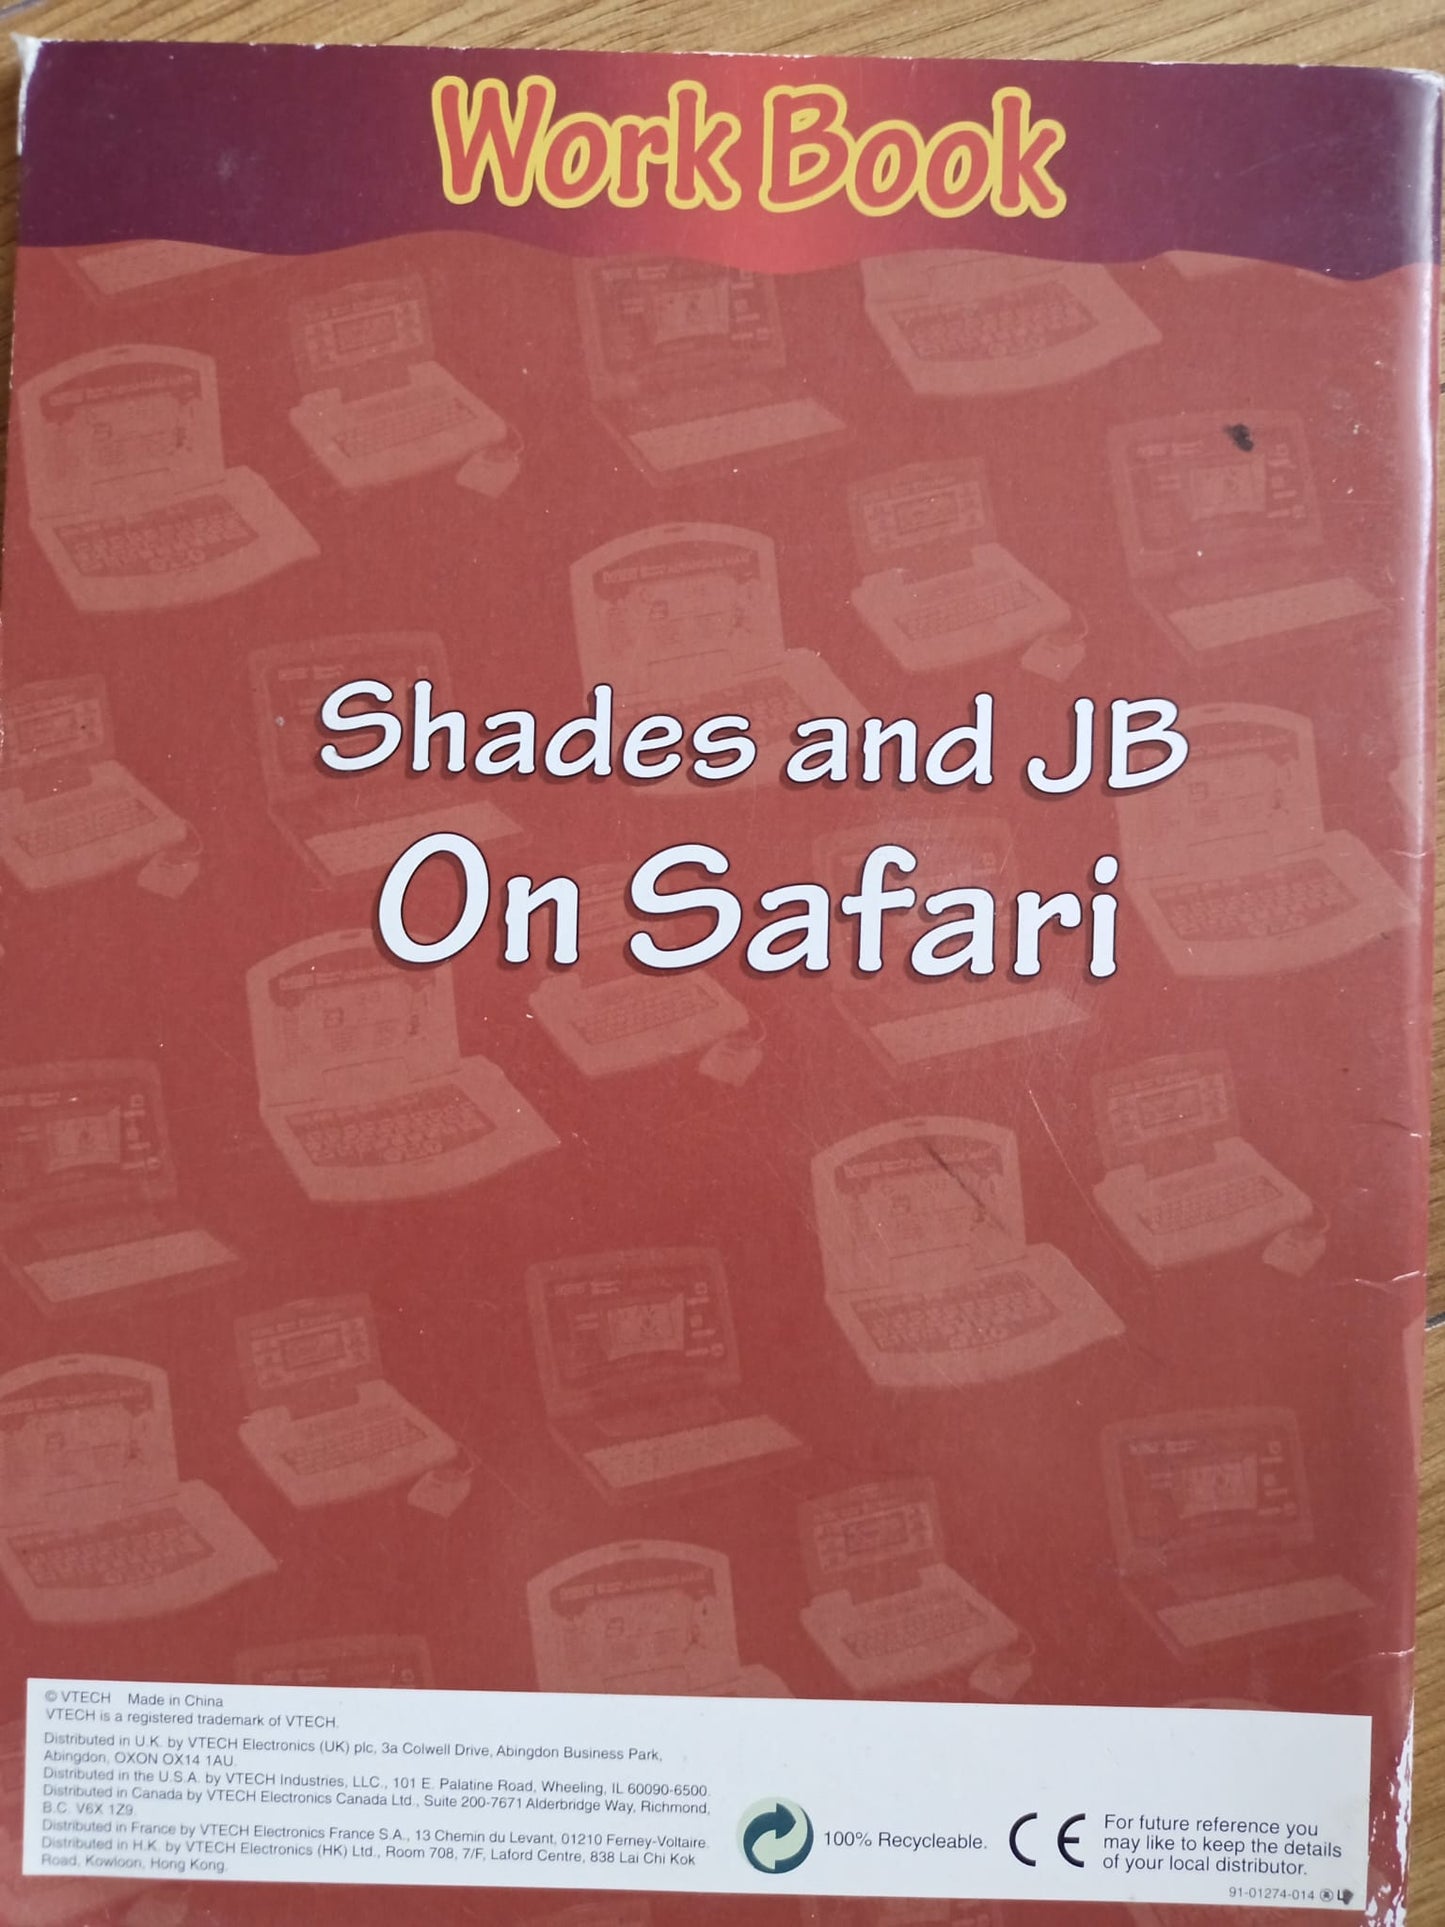 Work Book
Shades and JB
On Safari
© VTECH Made in China
VTECH is a registered trademark of VTECH.
Distributed in U.K. by VTECH Electronics (UK) plc, 3a Colwell Drive, Abingdon Business Park,
Abingdon, OXON OX14 1AU.
Distributed in the U.S.A. by VTECH Industries, LLC., 101 E. Palatine Road, Wheeling, IL 60090-6500.
Distributed in Canada by VTECH Electronics Canada Ltd., Suite 200-7671 Alderbridge Way, Richmond,
B.C. V6X 1Z9.
Distributed in France by VTECH Electronics France S.A., 13 Chemin du Levant, 01210 Ferney-Voltaire.
Distributed in H.K. by VTECH Electronics (HK) Ltd., Room 708, 7/F, Laford Centre, 838 Lai Chi Kok
Road, Kowloon, Hong Kong.
100% Recycleable.
CE
For future reference you
may like to keep the details
of your local distributor.
91-01274-014